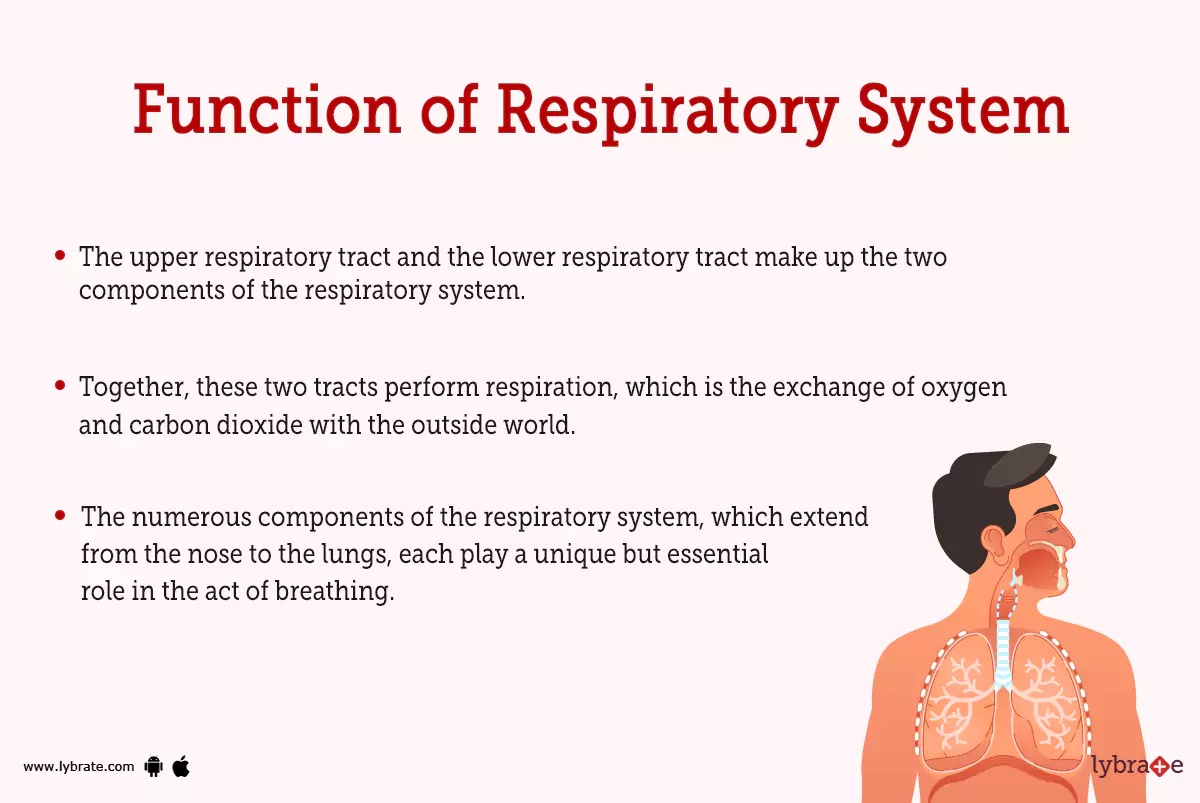 Function of Respiratory System
• The upper respiratory tract and the lower respiratory tract make up the two
components of the respiratory system.
• Together, these two tracts perform respiration, which is the exchange of oxygen
and carbon dioxide with the outside world.
• The numerous components of the respiratory system, which extend
from the nose to the lungs, each play a unique but essential
role in the act of breathing.
www.lybrate.com
lybrate